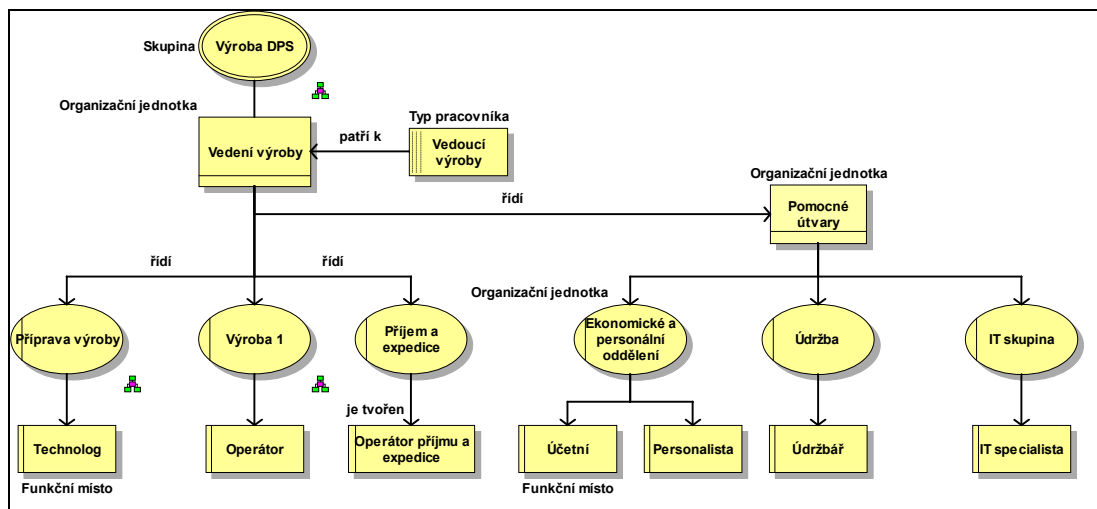 Skupina
Výroba DPS
Organizační jednotka
Typ pracovníka
Vedení výroby
patří k
Vedoucí
výroby
Organizační jednotka
řídí
Pomocné
útvary
řídí
řídí
Organizační jednotka
Příprava výroby
Výroba 1
Příjem a
expedice
Ekonomické a
personální
oddělení
Údržba
IT skupina
je tvořen
Technolog
Operátor
Operátor příjmu a
expedice
Účetní
Personalista
Údržbář
IT specialista
Funkční místo
Funkční místo